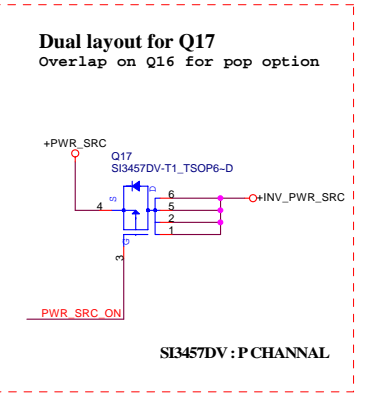 Dual layout for Q17
Overlap on Q16 for pop option
+PWR_SRC
Q17
SI3457DV-T1_TSOP6~D
S
D
4
6
5
2
1
+INV_PWR_SRC
G
3
PWR_SRC_ON
SI3457DV : P CHANNAL